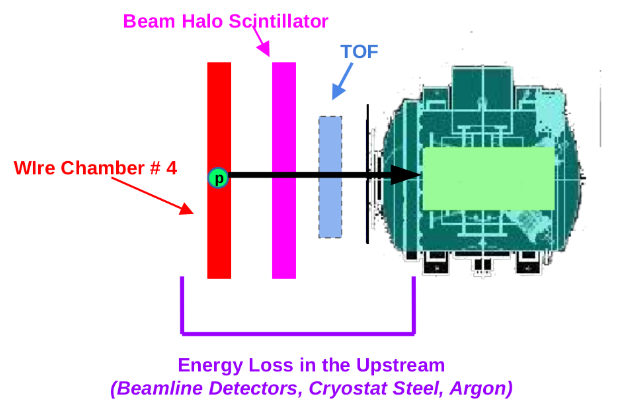 Beam Halo Scintillator
TOF
WIre Chamber # 4
p
Energy Loss in the Upstream
(Beamline Detectors, Cryostat Steel, Argon)